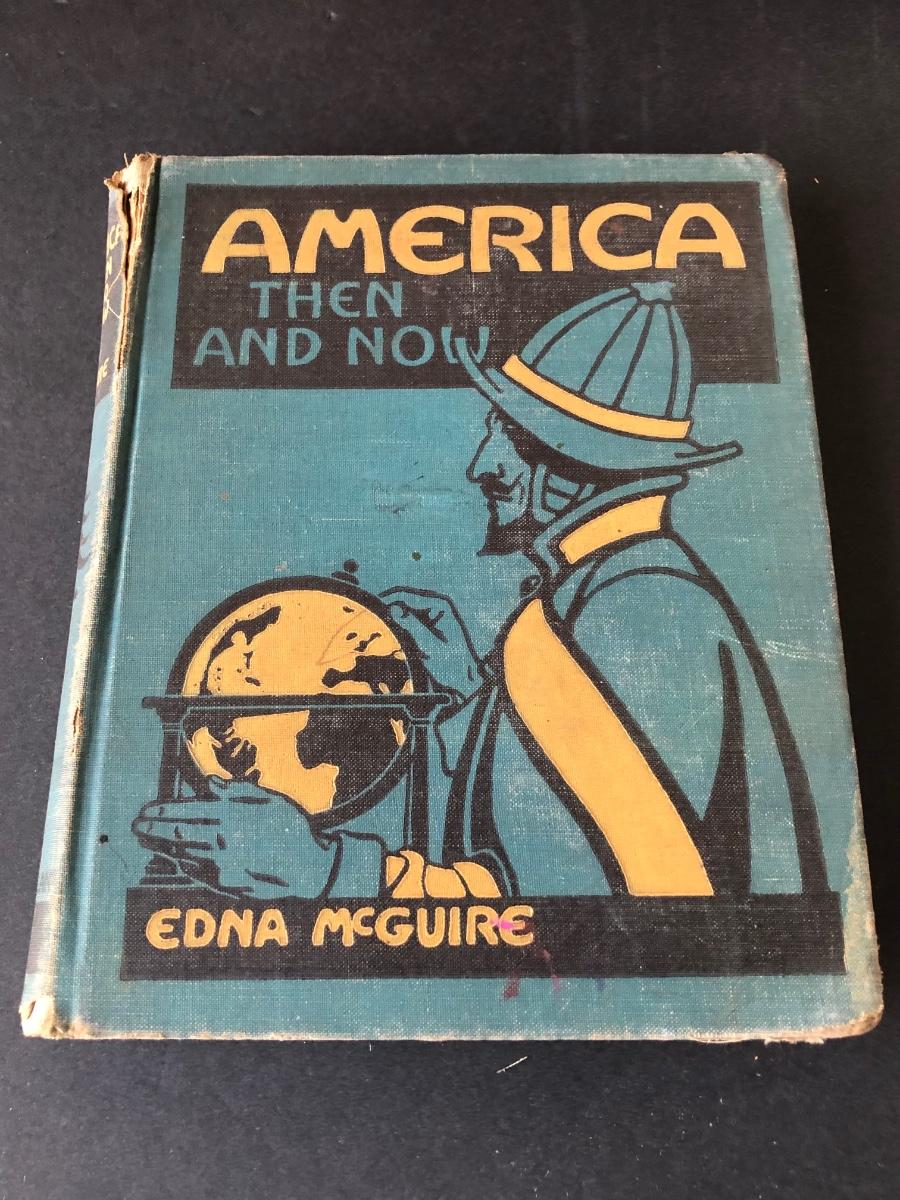 AMERICA
THEN
AND NOW
EDNA McGUIRE